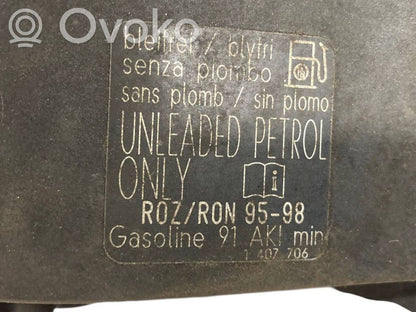 Ovoko
bleifrei / blyfri
senza piombo
sans plomb / sin plomo
UNLEADED PETROL
ONLY
i
ROZ/RON 95-98
Gasoline 91 AKI min
1 407 706